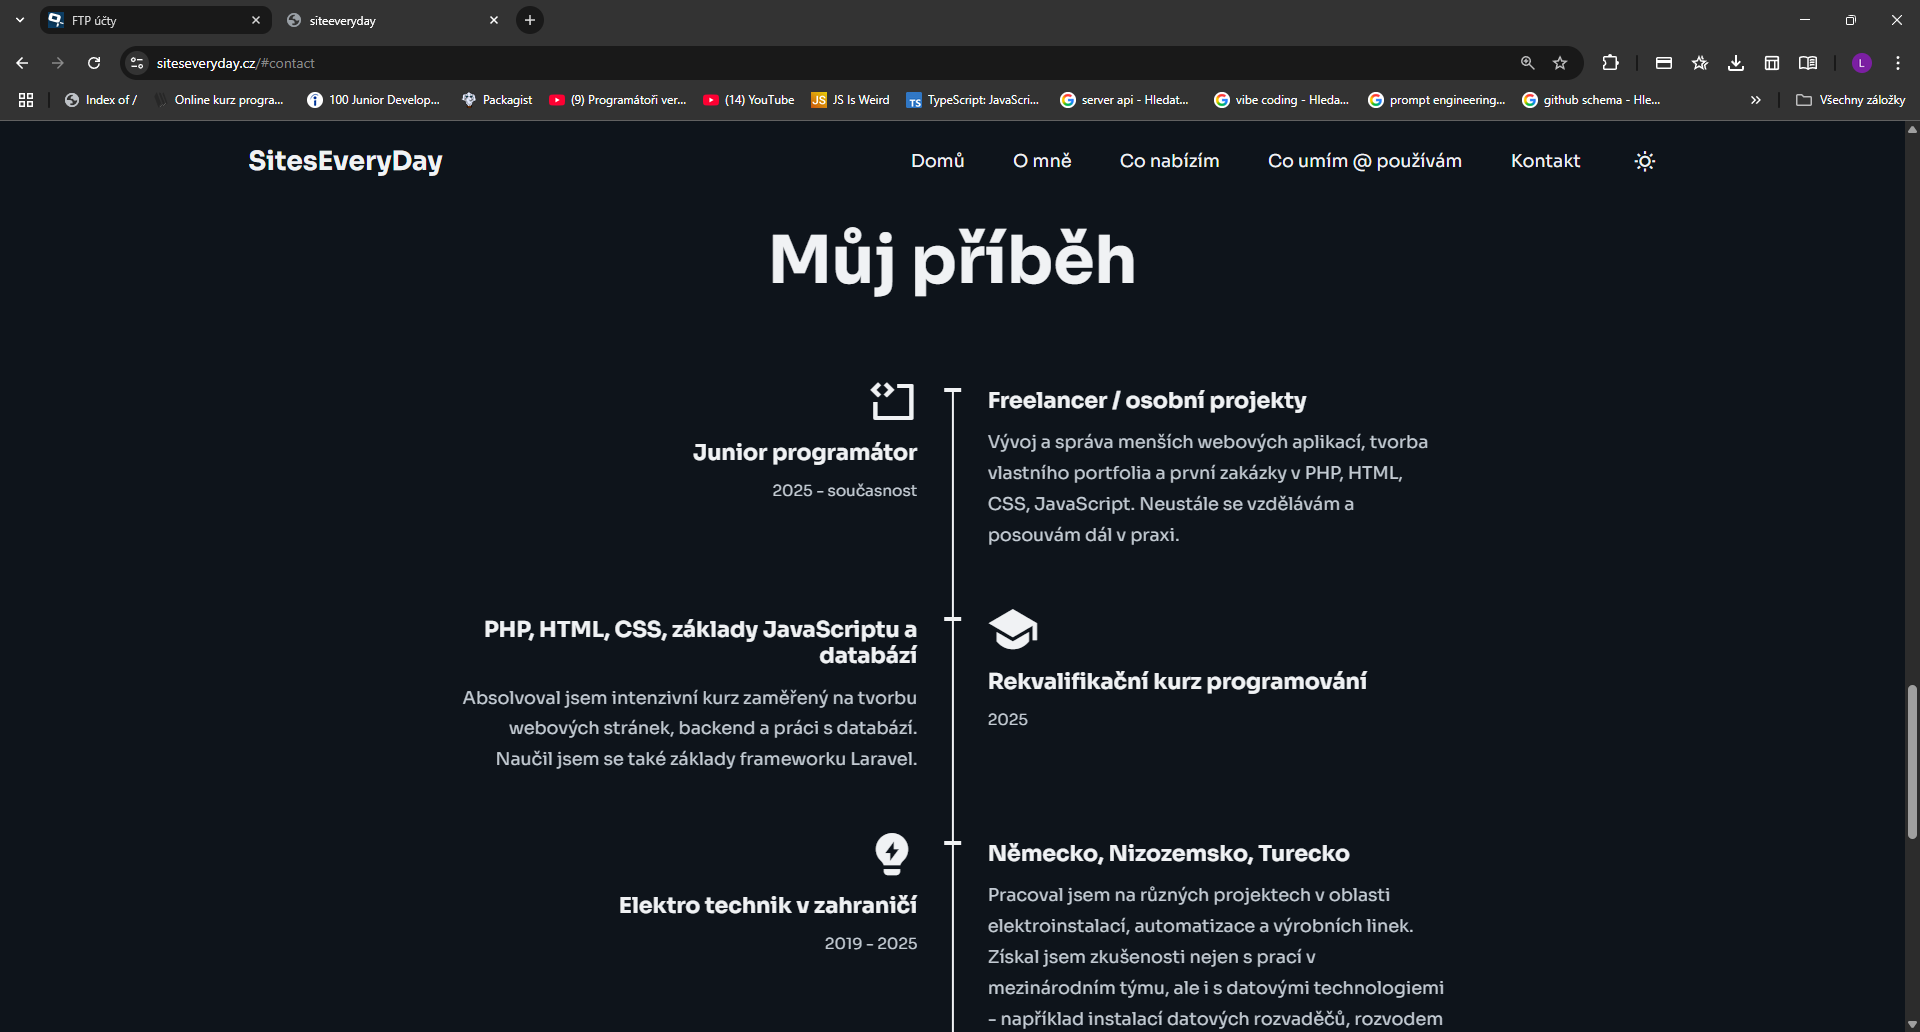 FTP účty
siteeveryday
siteseveryday.cz/#contact
L
Index of /
Online kurz progra...
100 Junior Develop...
Packagist
(9) Programátoři ver...
(14) YouTube
JS
JS Is Weird
TS
TypeScript: JavaScri...
server api - Hledat...
vibe coding - Hleda...
prompt engineering...
github schema - Hle...
Všechny záložky
SitesEveryDay
Domů
O mně
Co nabízím
Co umím @ používám
Kontakt
Můj příběh
Junior programátor
2025 - současnost
Freelancer / osobní projekty
Vývoj a správa menších webových aplikací, tvorba
vlastního portfolia a první zakázky v PHP, HTML,
CSS, JavaScript. Neustále se vzdělávám a
posouvám dál v praxi.
PHP, HTML, CSS, základy JavaScriptu a
databází
Absolvoval jsem intenzivní kurz zaměřený na tvorbu
webových stránek, backend a práci s databází.
Naučil jsem se také základy frameworku Laravel.
Rekvalifikační kurz programování
2025
Elektro technik v zahraničí
2019 - 2025
Německo, Nizozemsko, Turecko
Pracoval jsem na různých projektech v oblasti
elektroinstalací, automatizace a výrobních linek.
Získal jsem zkušenosti nejen s prací v
mezinárodním týmu, ale i s datovými technologiemi
- například instalací datových rozvaděčů, rozvodem